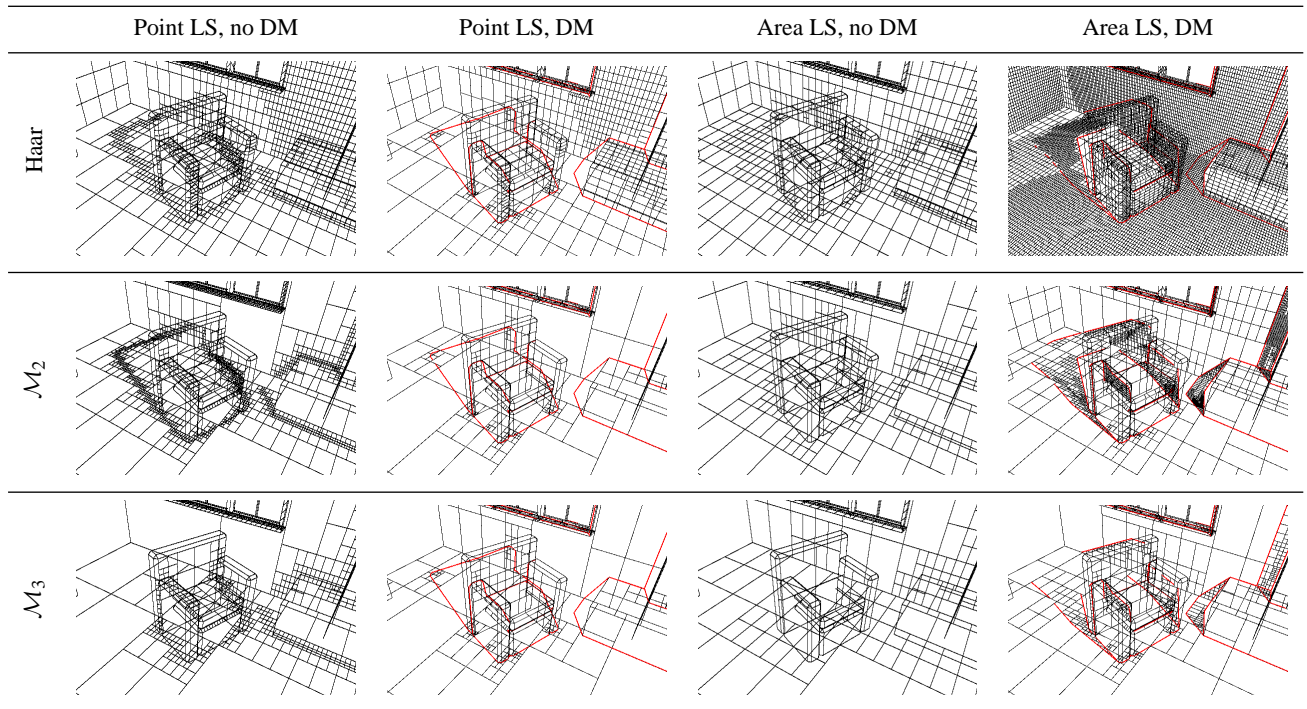 Point LS, no DM Point LS, DM Area LS, no DM Area LS, DM
Haar
ℳ₂
ℳ₃